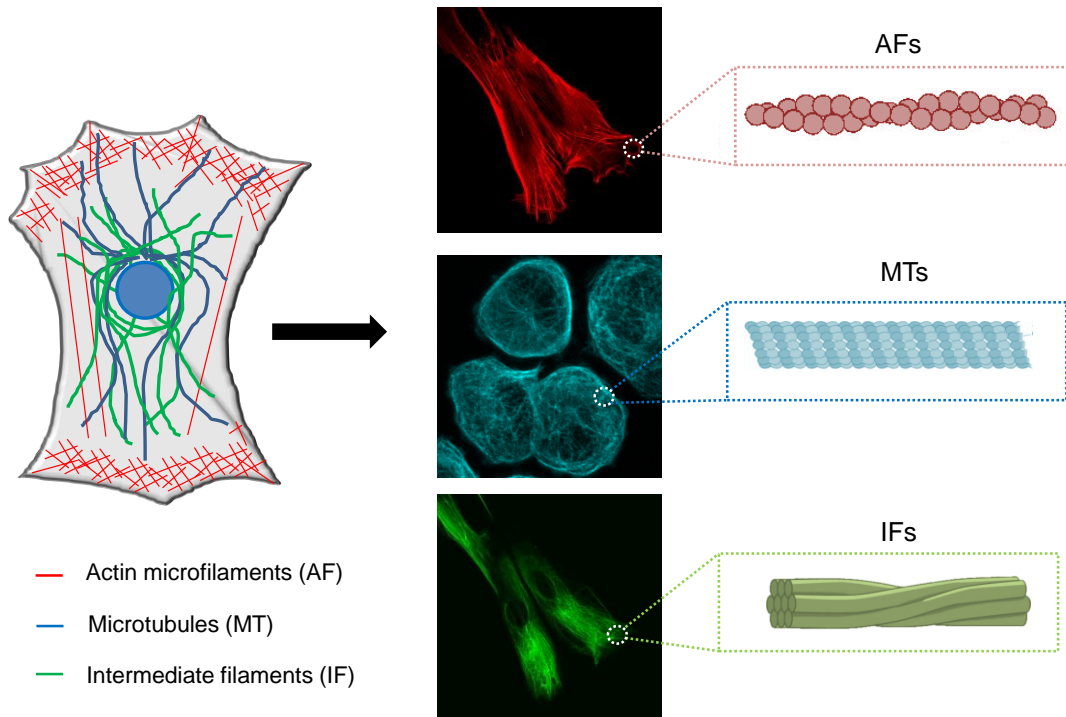 AFs
MTs
IFs
Actin microfilaments (AF)
Microtubules (MT)
Intermediate filaments (IF)